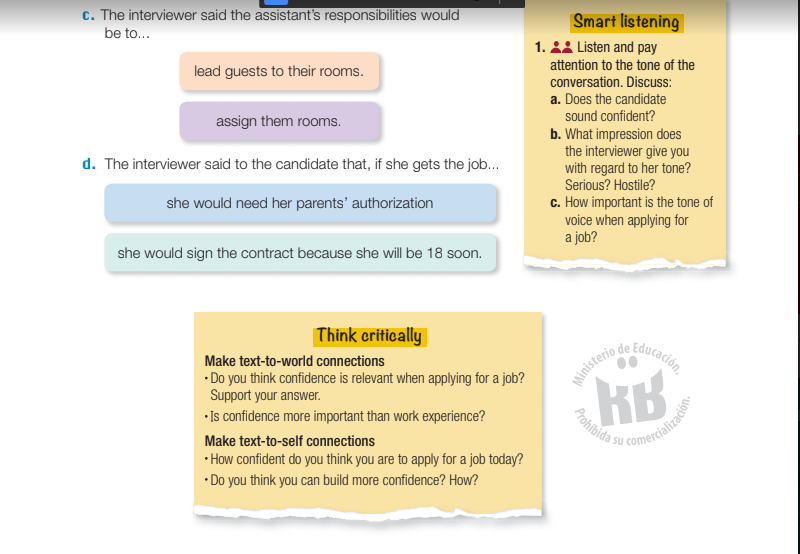 c. The interviewer said the assistant's responsibilities would
be to...
lead guests to their rooms.
assign them rooms.
d. The interviewer said to the candidate that, if she gets the job...
she would need her parents' authorization
she would sign the contract because she will be 18 soon.
Smart listening
1. Listen and pay
attention to the tone of the
conversation. Discuss:
a. Does the candidate
sound confident?
b. What impression does
the interviewer give you
with regard to her tone?
Serious? Hostile?
c. How important is the tone of
voice when applying for
a job?
Think critically
Make text-to-world connections
• Do you think confidence is relevant when applying for a job?
Support your answer.
• Is confidence more important than work experience?
Make text-to-self connections
• How confident do you think you are to apply for a job today?
• Do you think you can build more confidence? How?
Ministerio de Educación.
KB
Prohibida su comercialización.